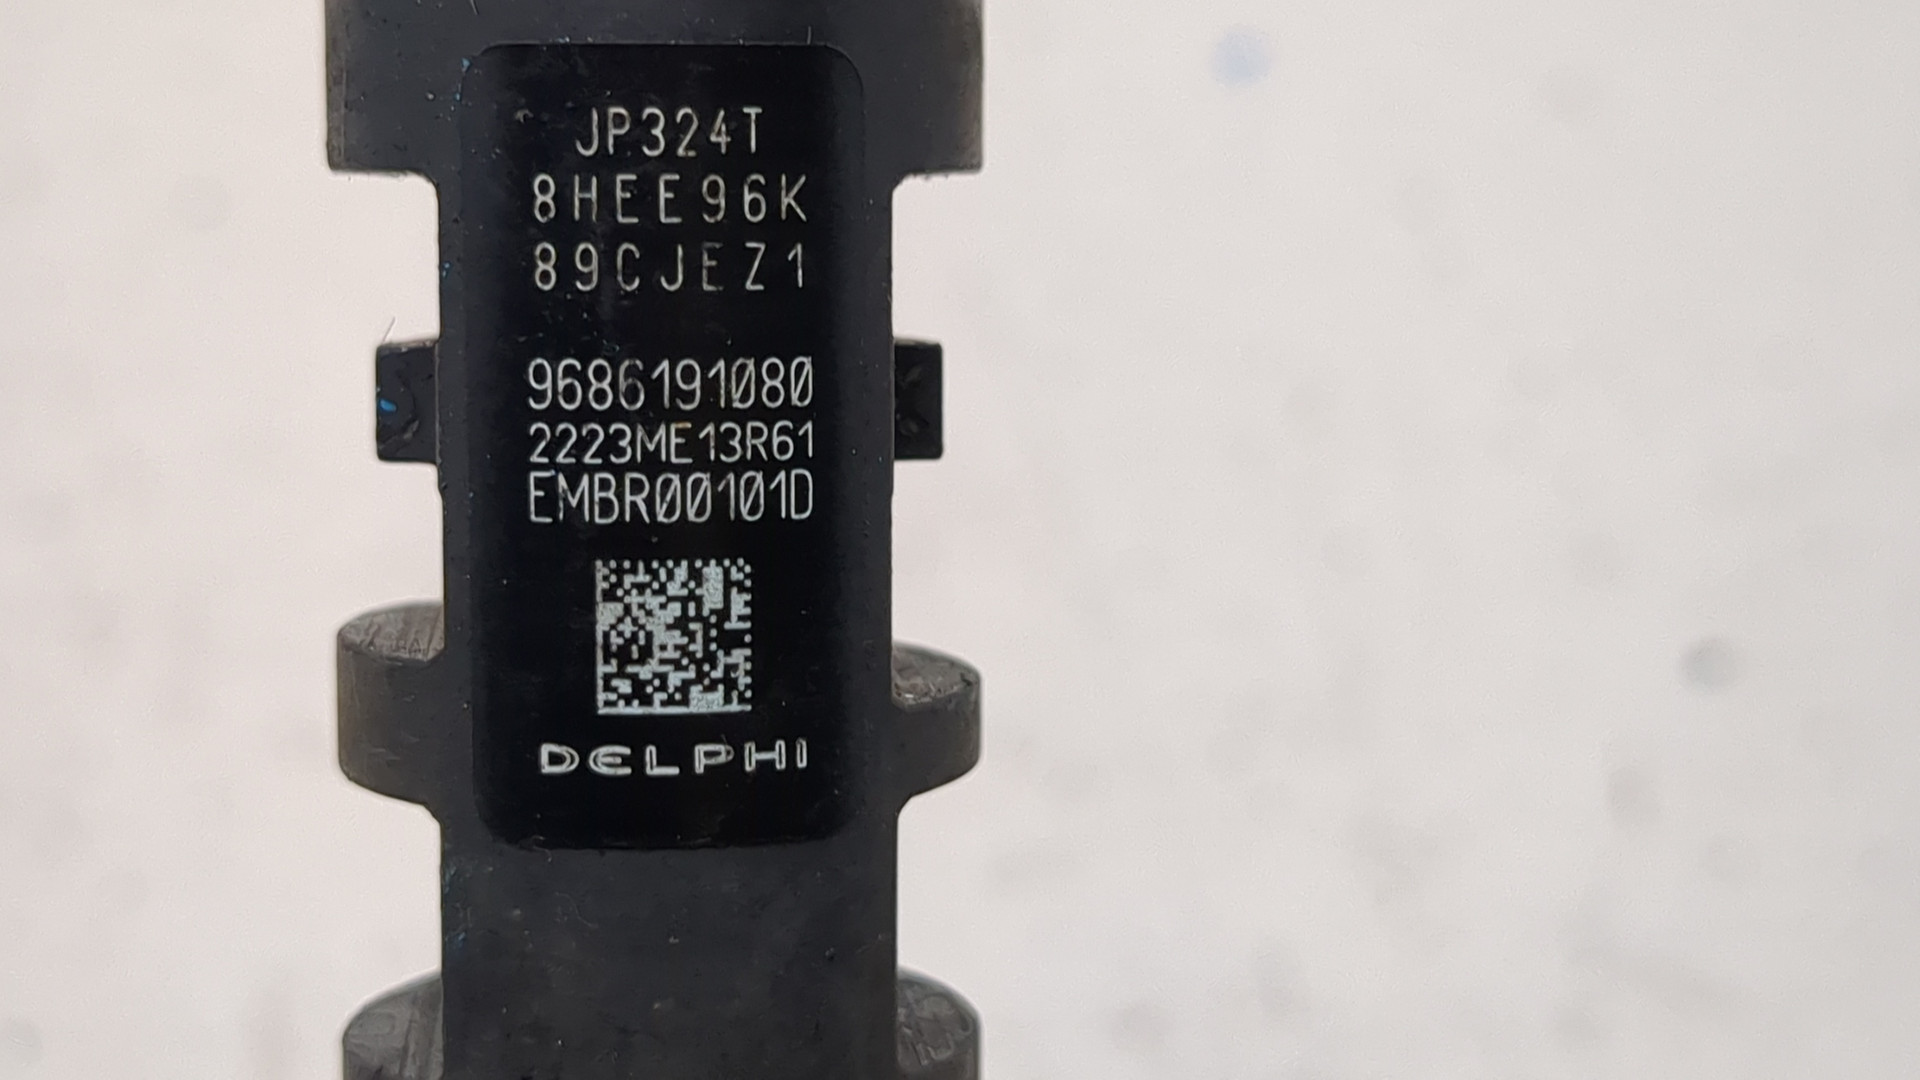 JP324T
8HEE96K
89CJEZ1
9686191080
2223ME13R61
EMBR00101D
DELPHI